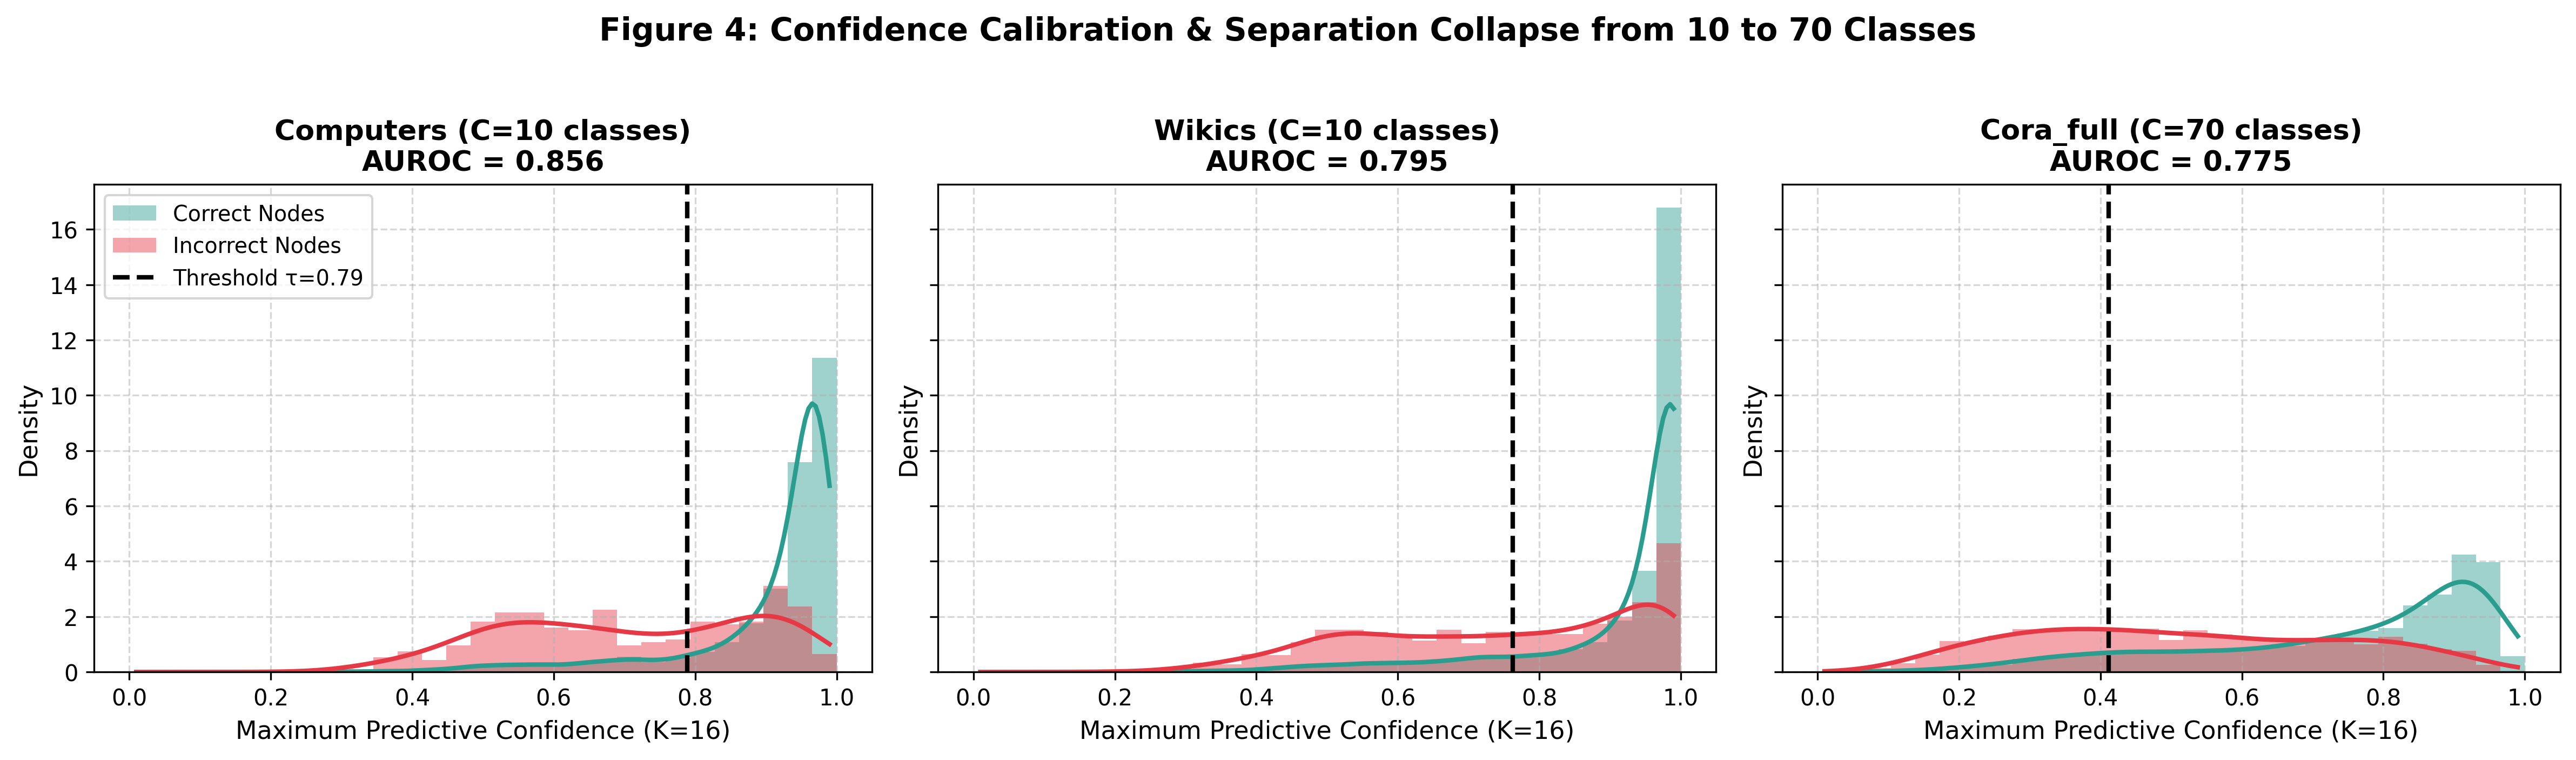 Figure 4: Confidence Calibration & Separation Collapse from 10 to 70 Classes
Computers (C=10 classes)
AUROC = 0.856
Correct Nodes
Incorrect Nodes
Threshold τ=0.79
Density
16
14
12
10
8
6
4
2
0
0.0 0.2 0.4 0.6 0.8 1.0
Maximum Predictive Confidence (K=16)
Wikics (C=10 classes)
AUROC = 0.795
Density
0.0 0.2 0.4 0.6 0.8 1.0
Maximum Predictive Confidence (K=16)
Cora_full (C=70 classes)
AUROC = 0.775
Density
0.0 0.2 0.4 0.6 0.8 1.0
Maximum Predictive Confidence (K=16)